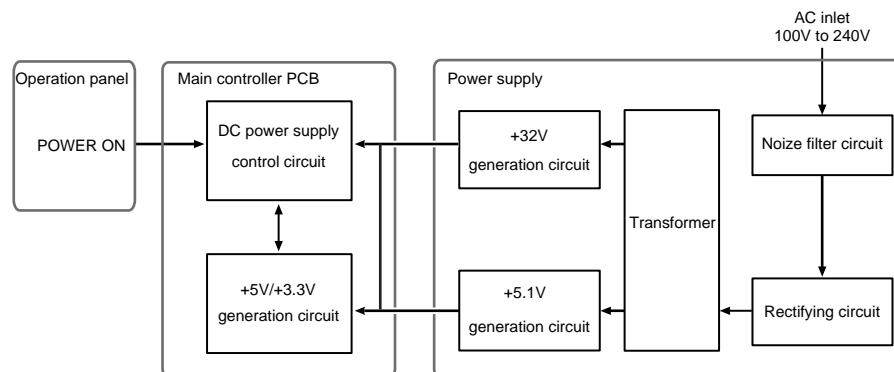 AC inlet
100V to 240V
Operation panel
Main controller PCB
Power supply
POWER ON
DC power supply
control circuit
+32V
generation circuit
Noize filter circuit
Transformer
+5V/+3.3V
generation circuit
+5.1V
generation circuit
Rectifying circuit